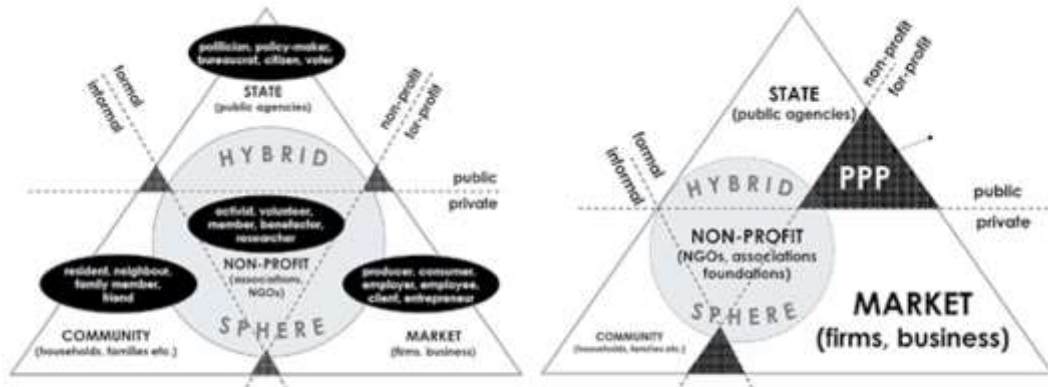 politician, policy-maker,
bureaucrat, citizen, voter
STATE
(public agencies)
formal
informal
non-profit
for-profit
HYBRID
public
private
activist, volunteer,
member, benefactor,
researcher
NON-PROFIT
(associations,
NGOs)
resident, neighbour,
family member,
friend
producer, consumer,
employer, employee,
client, entrepreneur
SPHERE
COMMUNITY
(households, families etc.)
MARKET
(firms, business)
non-profit
for-profit
STATE
(public agencies)
formal
informal
PPP
HYBRID
public
private
NON-PROFIT
(NGOs, associations
foundations)
SPHERE
MARKET
(firms, business)
COMMUNITY
(households, families etc.)